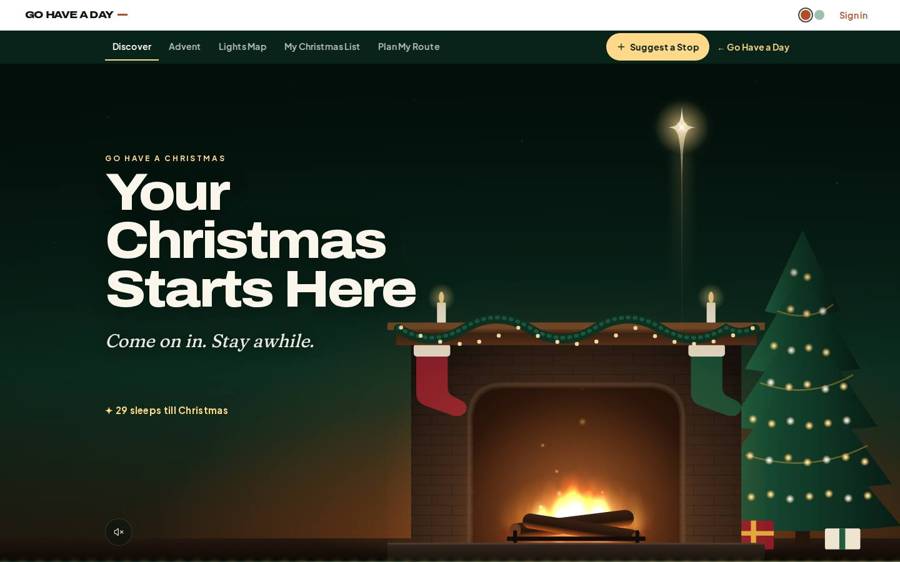 GO HAVE A DAY
Sign in
Discover
Advent
Lights Map
My Christmas List
Plan My Route
+ Suggest a Stop
← Go Have a Day
GO HAVE A CHRISTMAS
Your
Christmas
Starts Here
Come on in. Stay awhile.
✦ 29 sleeps till Christmas